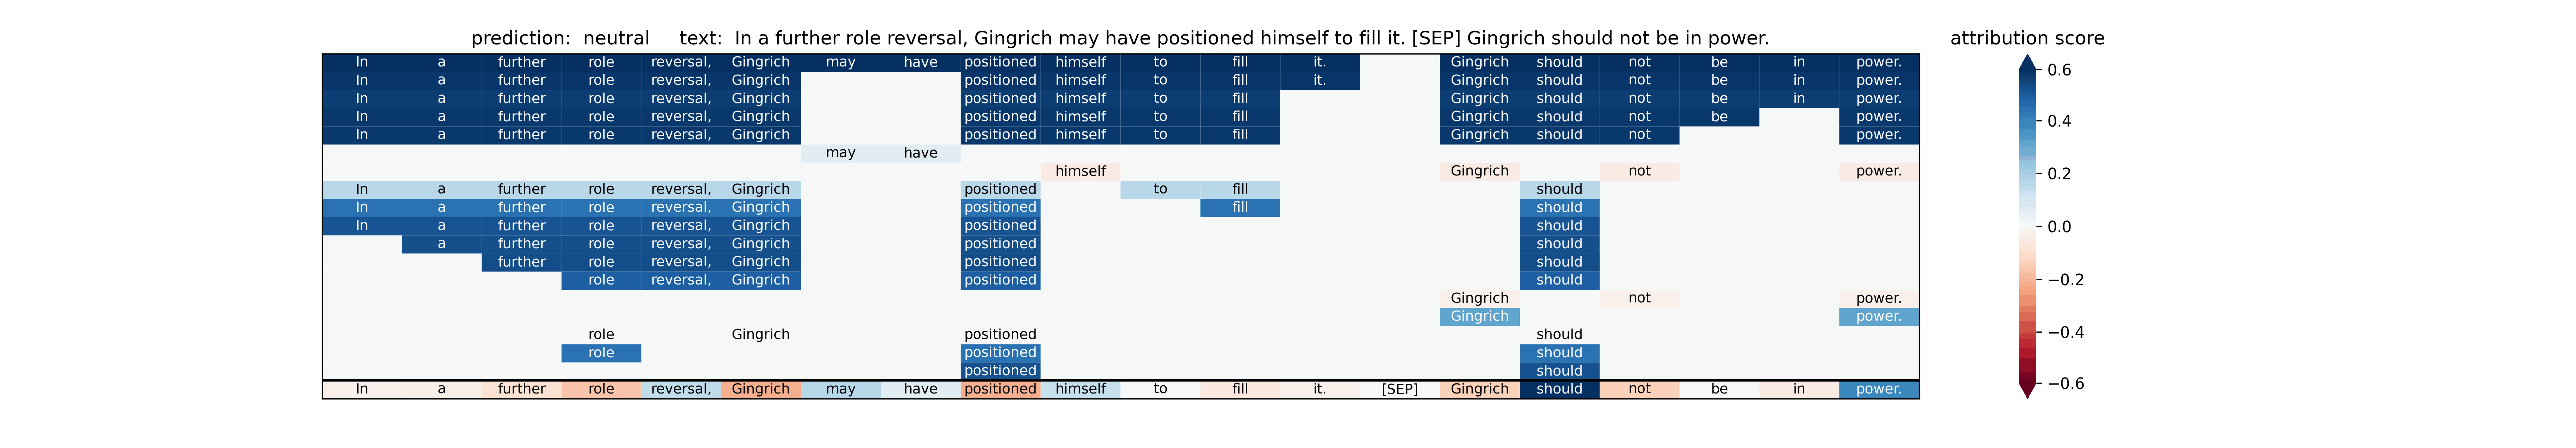 prediction:  neutral     text:  In a further role reversal, Gingrich may have positioned himself to fill it. [SEP] Gingrich should not be in power.
attribution score
In a further role reversal, Gingrich may have positioned himself to fill it. Gingrich should not be in power.
In a further role reversal, Gingrich positioned himself to fill it. Gingrich should not be in power.
In a further role reversal, Gingrich positioned himself to fill Gingrich should not be in power.
In a further role reversal, Gingrich positioned himself to fill Gingrich should not be power.
In a further role reversal, Gingrich positioned himself to fill Gingrich should not power.
may have
himself Gingrich not power.
In a further role reversal, Gingrich positioned to fill should
In a further role reversal, Gingrich positioned fill should
In a further role reversal, Gingrich positioned should
a further role reversal, Gingrich positioned should
further role reversal, Gingrich positioned should
role reversal, Gingrich positioned should
Gingrich not power.
Gingrich power.
role Gingrich positioned should
role positioned should
positioned should
In a further role reversal, Gingrich may have positioned himself to fill it. [SEP] Gingrich should not be in power.
0.6
0.4
0.2
0.0
−0.2
−0.4
−0.6